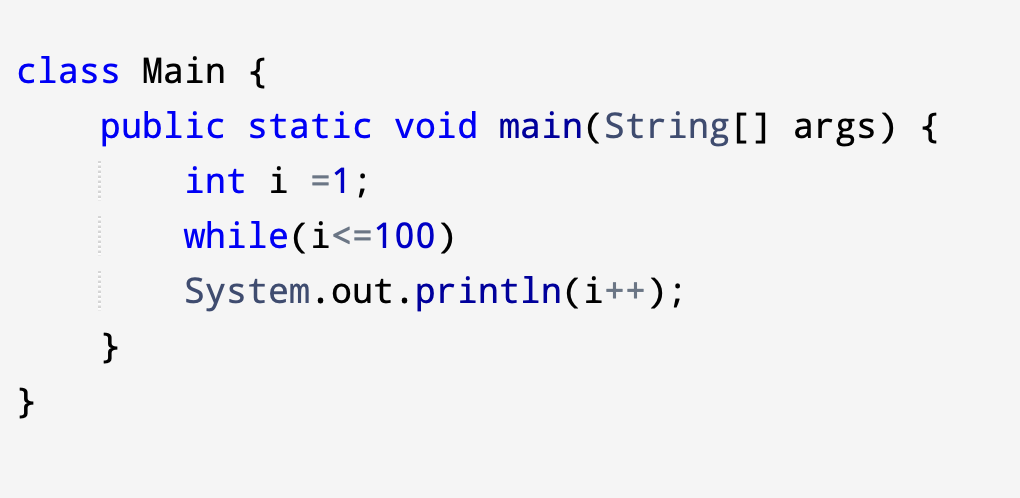 class Main {
    public static void main(String[] args) {
        int i =1;
        while(i<=100)
        System.out.println(i++);
    }
}